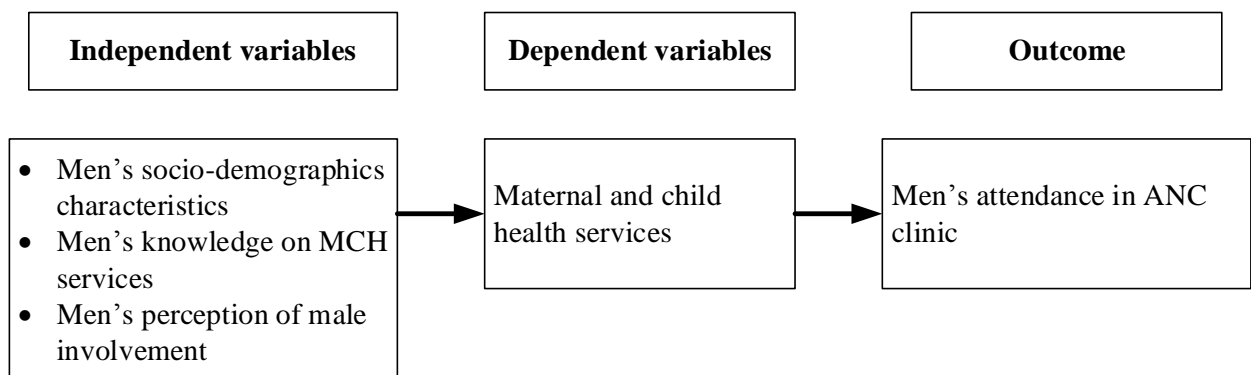 Independent variables
Dependent variables
Outcome
• Men’s socio-demographics
characteristics
• Men’s knowledge on MCH
services
• Men’s perception of male
involvement
Maternal and child
health services
Men’s attendance in ANC
clinic